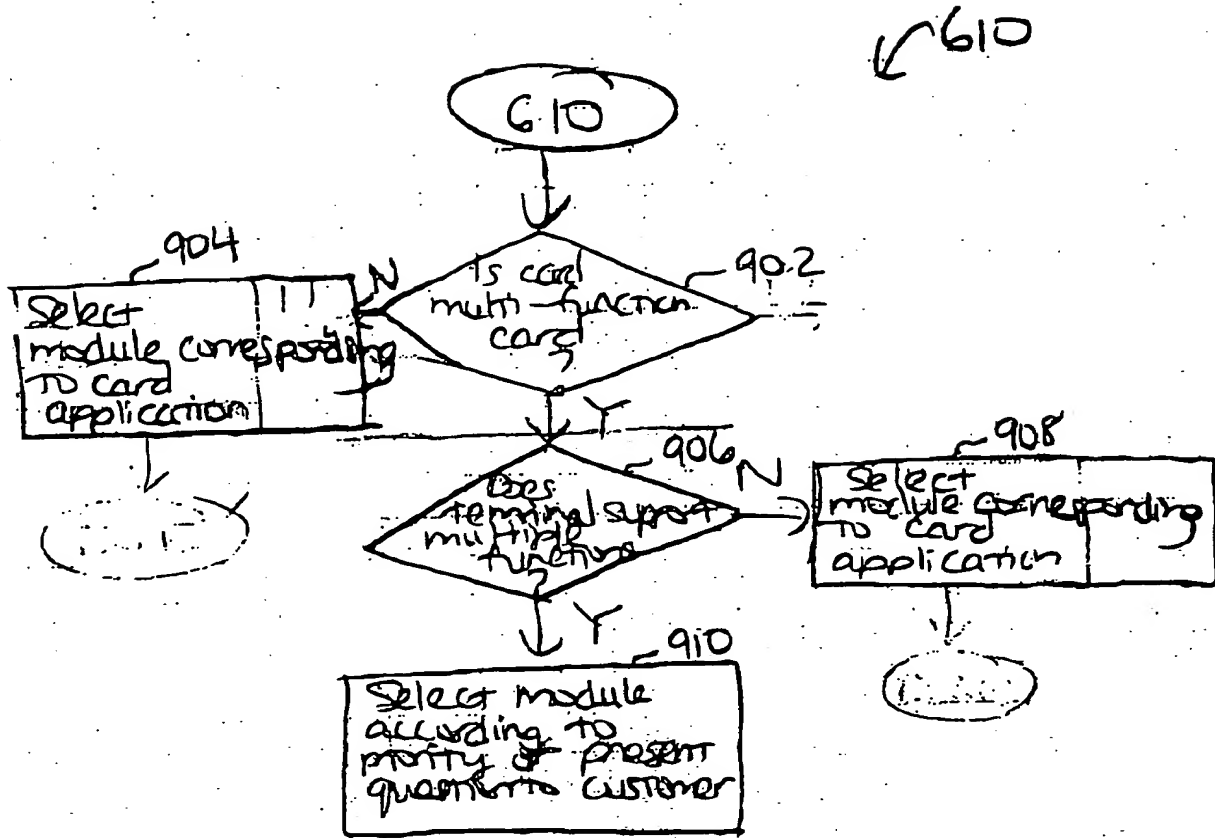 610
610
902
Is card
multi-function
card
?
N
904
Select
module corresponding
to card
application
Y
906
Does
terminal support
multiple
functions
?
N
908
Select
module corresponding
to card
application
Y
910
Select module
according to
priority or present
question to customer